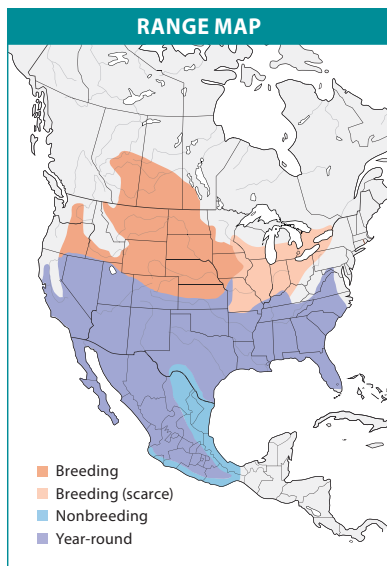 RANGE MAP
Breeding
Breeding (scarce)
Nonbreeding
Year-round